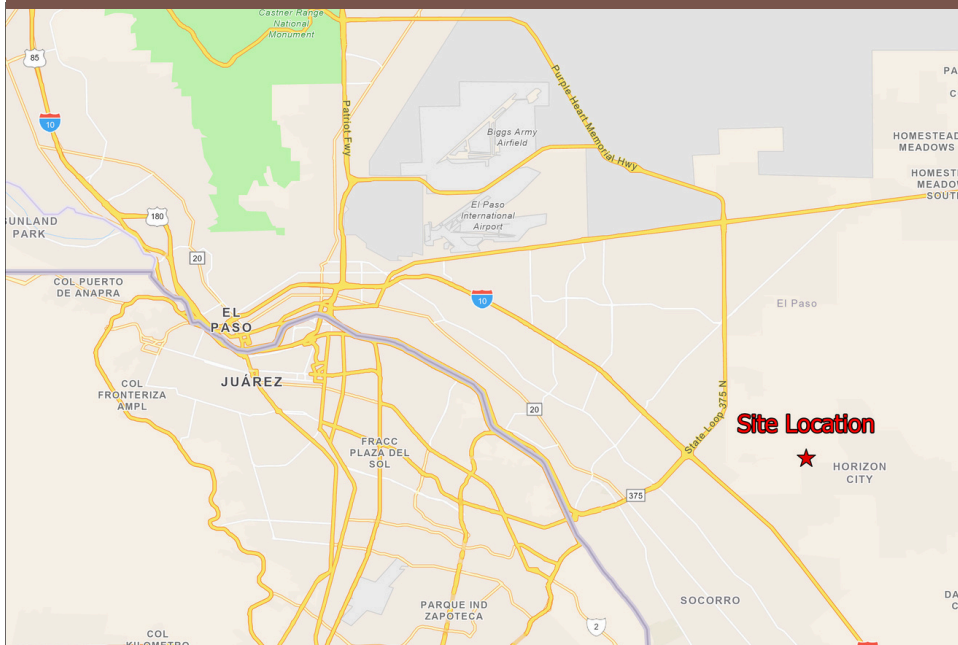 Castner Range
National
Monument
85
10
Patriot Fwy
Purple Heart Memorial Hwy
Biggs Army
Airfield
PA
C
HOMESTEAD
MEADOWS
HOMEST
MEADOW
SOUT
El Paso
International
Airport
180
SUNLAND
PARK
20
COL PUERTO
DE ANAPRA
10
El Paso
EL
PASO
JUÁREZ
COL
FRONTERIZA
AMPL
20
State Loop 375 N
Site Location
FRACC
PLAZA DEL
SOL
HORIZON
CITY
375
SOCORRO
DA
C
PARQUE IND
ZAPOTECA
2
COL